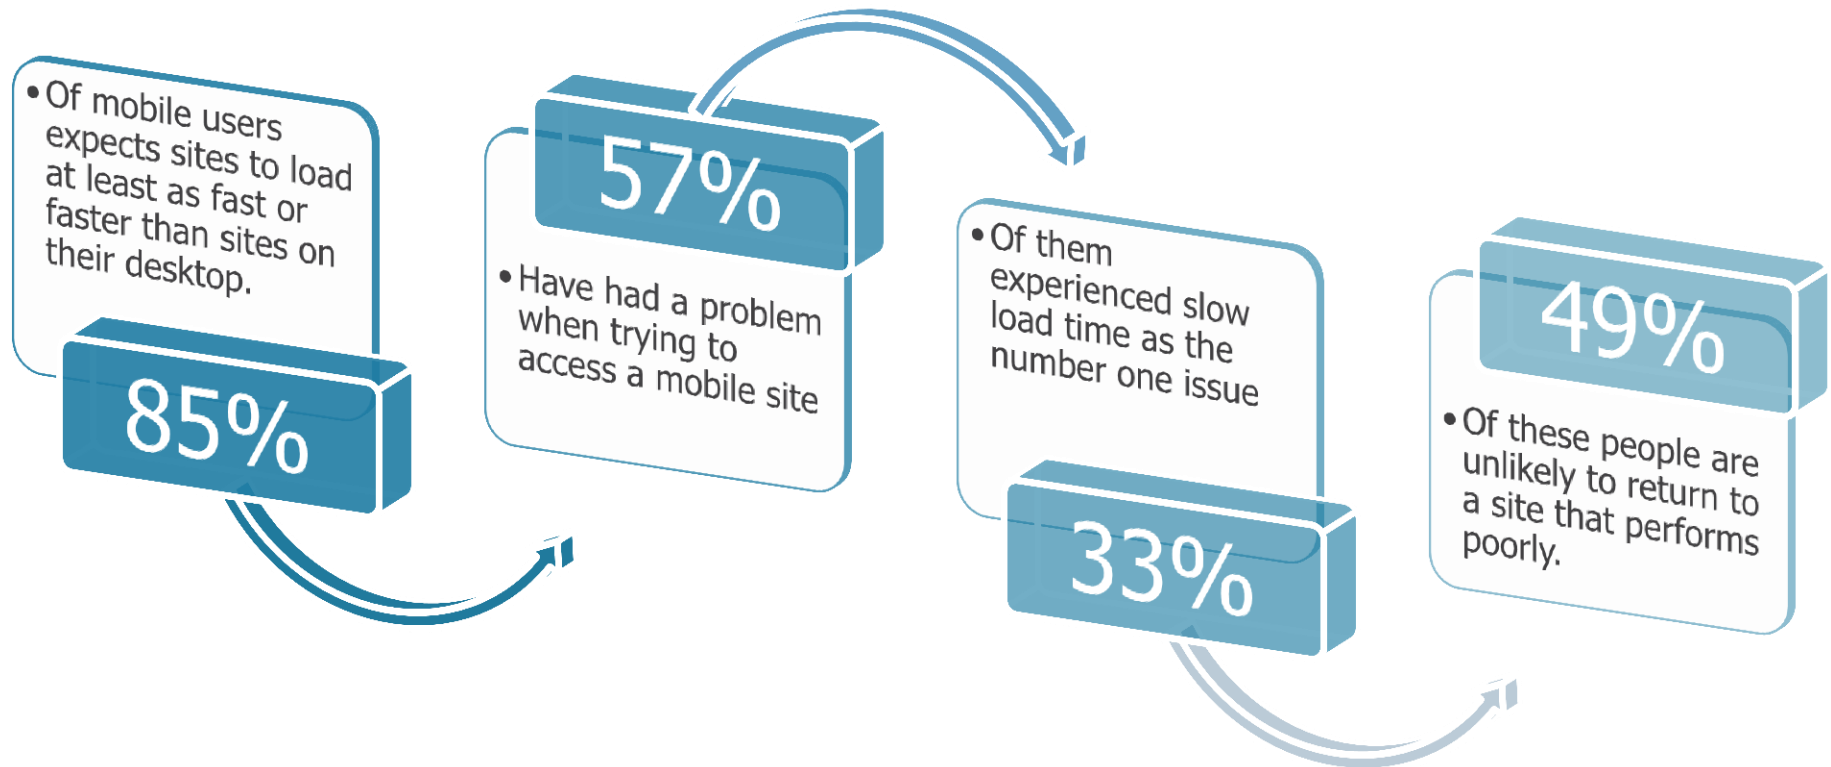 • Of mobile users
expects sites to load
at least as fast or
faster than sites on
their desktop.
85%
57%
• Have had a problem
when trying to
access a mobile site
• Of them
experienced slow
load time as the
number one issue
33%
49%
• Of these people are
unlikely to return to
a site that performs
poorly.